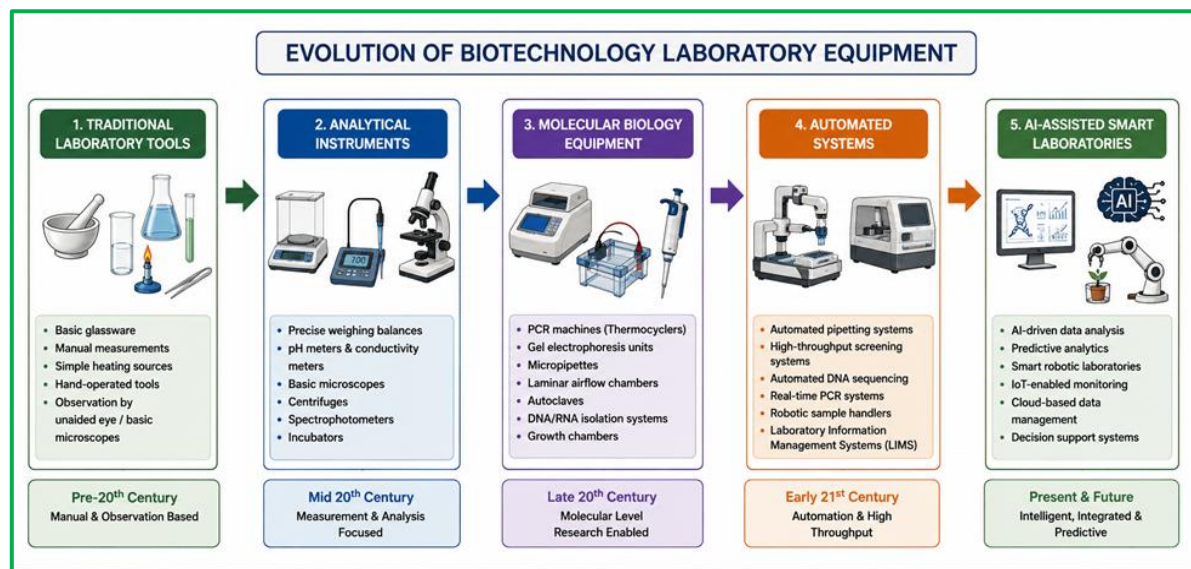 EVOLUTION OF BIOTECHNOLOGY LABORATORY EQUIPMENT
1. TRADITIONAL
LABORATORY TOOLS
• Basic glassware
• Manual measurements
• Simple heating sources
• Hand-operated tools
• Observation by
unaided eye / basic
microscopes
Pre-20th Century
Manual & Observation Based
2. ANALYTICAL
INSTRUMENTS
7.00
• Precise weighing balances
• pH meters & conductivity
meters
• Basic microscopes
• Centrifuges
• Spectrophotometers
• Incubators
Mid 20th Century
Measurement & Analysis
Focused
3. MOLECULAR BIOLOGY
EQUIPMENT
• PCR machines (Thermocyclers)
• Gel electrophoresis units
• Micropipettes
• Laminar airflow chambers
• Autoclaves
• DNA/RNA isolation systems
• Growth chambers
Late 20th Century
Molecular Level
Research Enabled
4. AUTOMATED
SYSTEMS
• Automated pipetting systems
• High-throughput screening
systems
• Automated DNA sequencing
• Real-time PCR systems
• Robotic sample handlers
• Laboratory Information
Management Systems (LIMS)
Early 21st Century
Automation & High
Throughput
5. AI-ASSISTED SMART
LABORATORIES
AI
• AI-driven data analysis
• Predictive analytics
• Smart robotic laboratories
• IoT-enabled monitoring
• Cloud-based data
management
• Decision support systems
Present & Future
Intelligent, Integrated &
Predictive